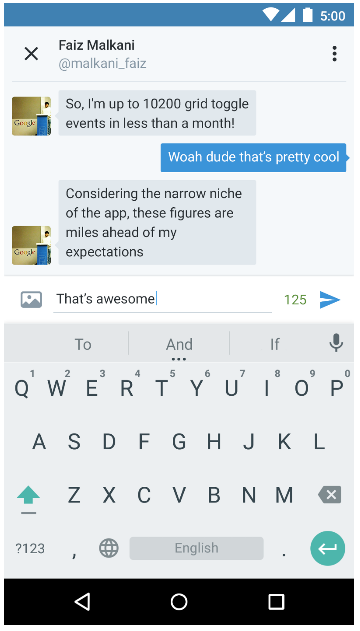 5:00
Faiz Malkani
@malkani_faiz
So, I'm up to 10200 grid toggle
events in less than a month!
Google
Woah dude that's pretty cool
Considering the narrow niche
of the app, these figures are
miles ahead of my
expectations
Google
That's awesome
125
To And If
1 2 3 4 5 6 7 8 9 0
Q W E R T Y U I O P
A S D F G H J K L
Z X C V B N M
?123 , English .